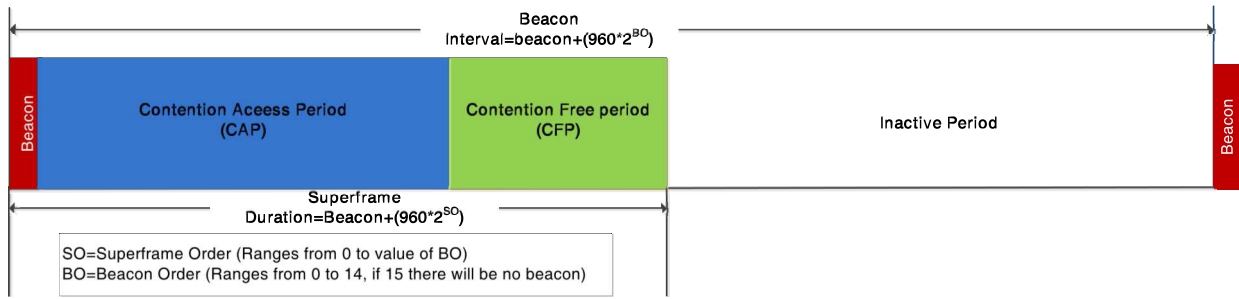 Beacon
Interval=beacon+(960*2^BO)
Beacon
Contention Aceess Period
(CAP)
Contention Free period
(CFP)
Inactive Period
Beacon
Superframe
Duration=Beacon+(960*2^SO)
SO=Superframe Order (Ranges from 0 to value of BO)
BO=Beacon Order (Ranges from 0 to 14, if 15 there will be no beacon)